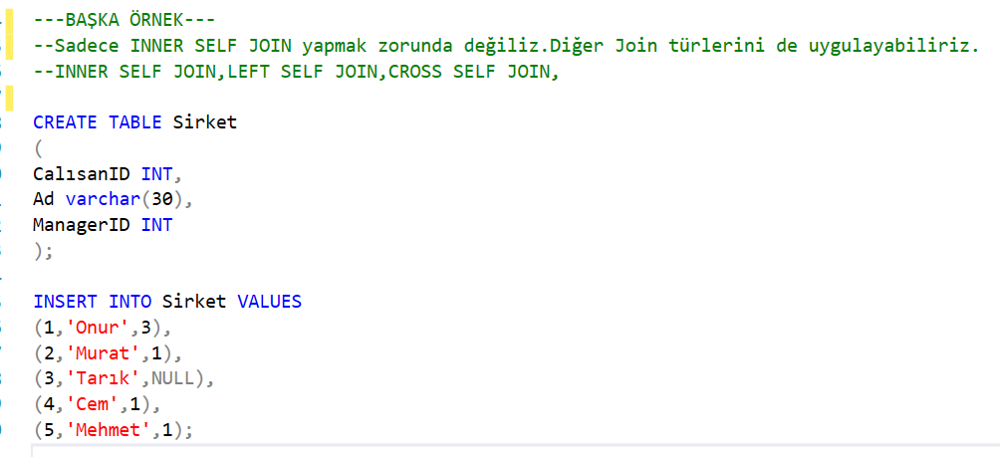 ---BAŞKA ÖRNEK---
--Sadece INNER SELF JOIN yapmak zorunda değiliz.Diğer Join türlerini de uygulayabiliriz.
--INNER SELF JOIN,LEFT SELF JOIN,CROSS SELF JOIN,
CREATE TABLE Sirket
(
CalısanID INT,
Ad varchar(30),
ManagerID INT
);
INSERT INTO Sirket VALUES
(1,'Onur',3),
(2,'Murat',1),
(3,'Tarık',NULL),
(4,'Cem',1),
(5,'Mehmet',1);